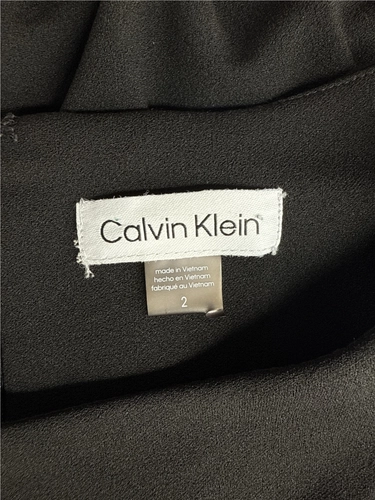 Calvin Klein
made in Vietnam
hecho en Vietnam
fabriqué au Vietnam
2